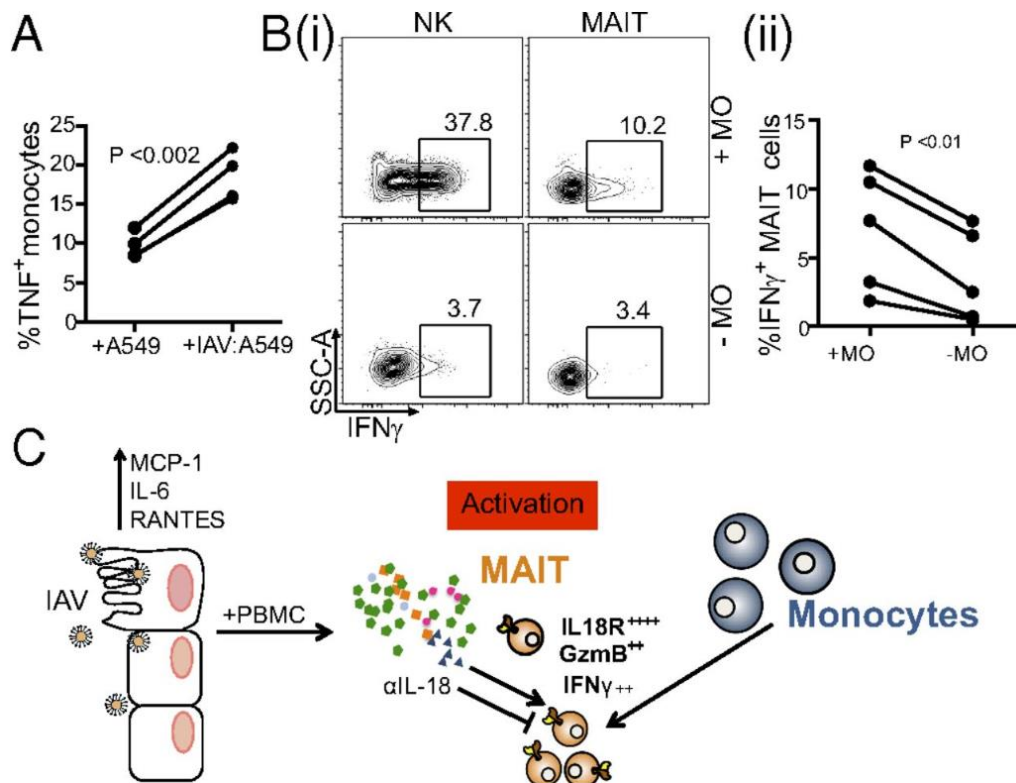 A
%TNF⁺monocytes
25
20
15
10
5
0
P <0.002
+A549
+IAV:A549
B(i)
NK
MAIT
37.8
10.2
+ MO
3.7
3.4
- MO
SSC-A
IFNγ
(ii)
%IFNγ⁺ MAIT cells
15
10
5
0
P <0.01
+MO
-MO
C
MCP-1
IL-6
RANTES
IAV
+PBMC
Activation
MAIT
IL18R⁺⁺⁺⁺
GzmB⁺⁺
IFNγ ++
αIL-18
Monocytes